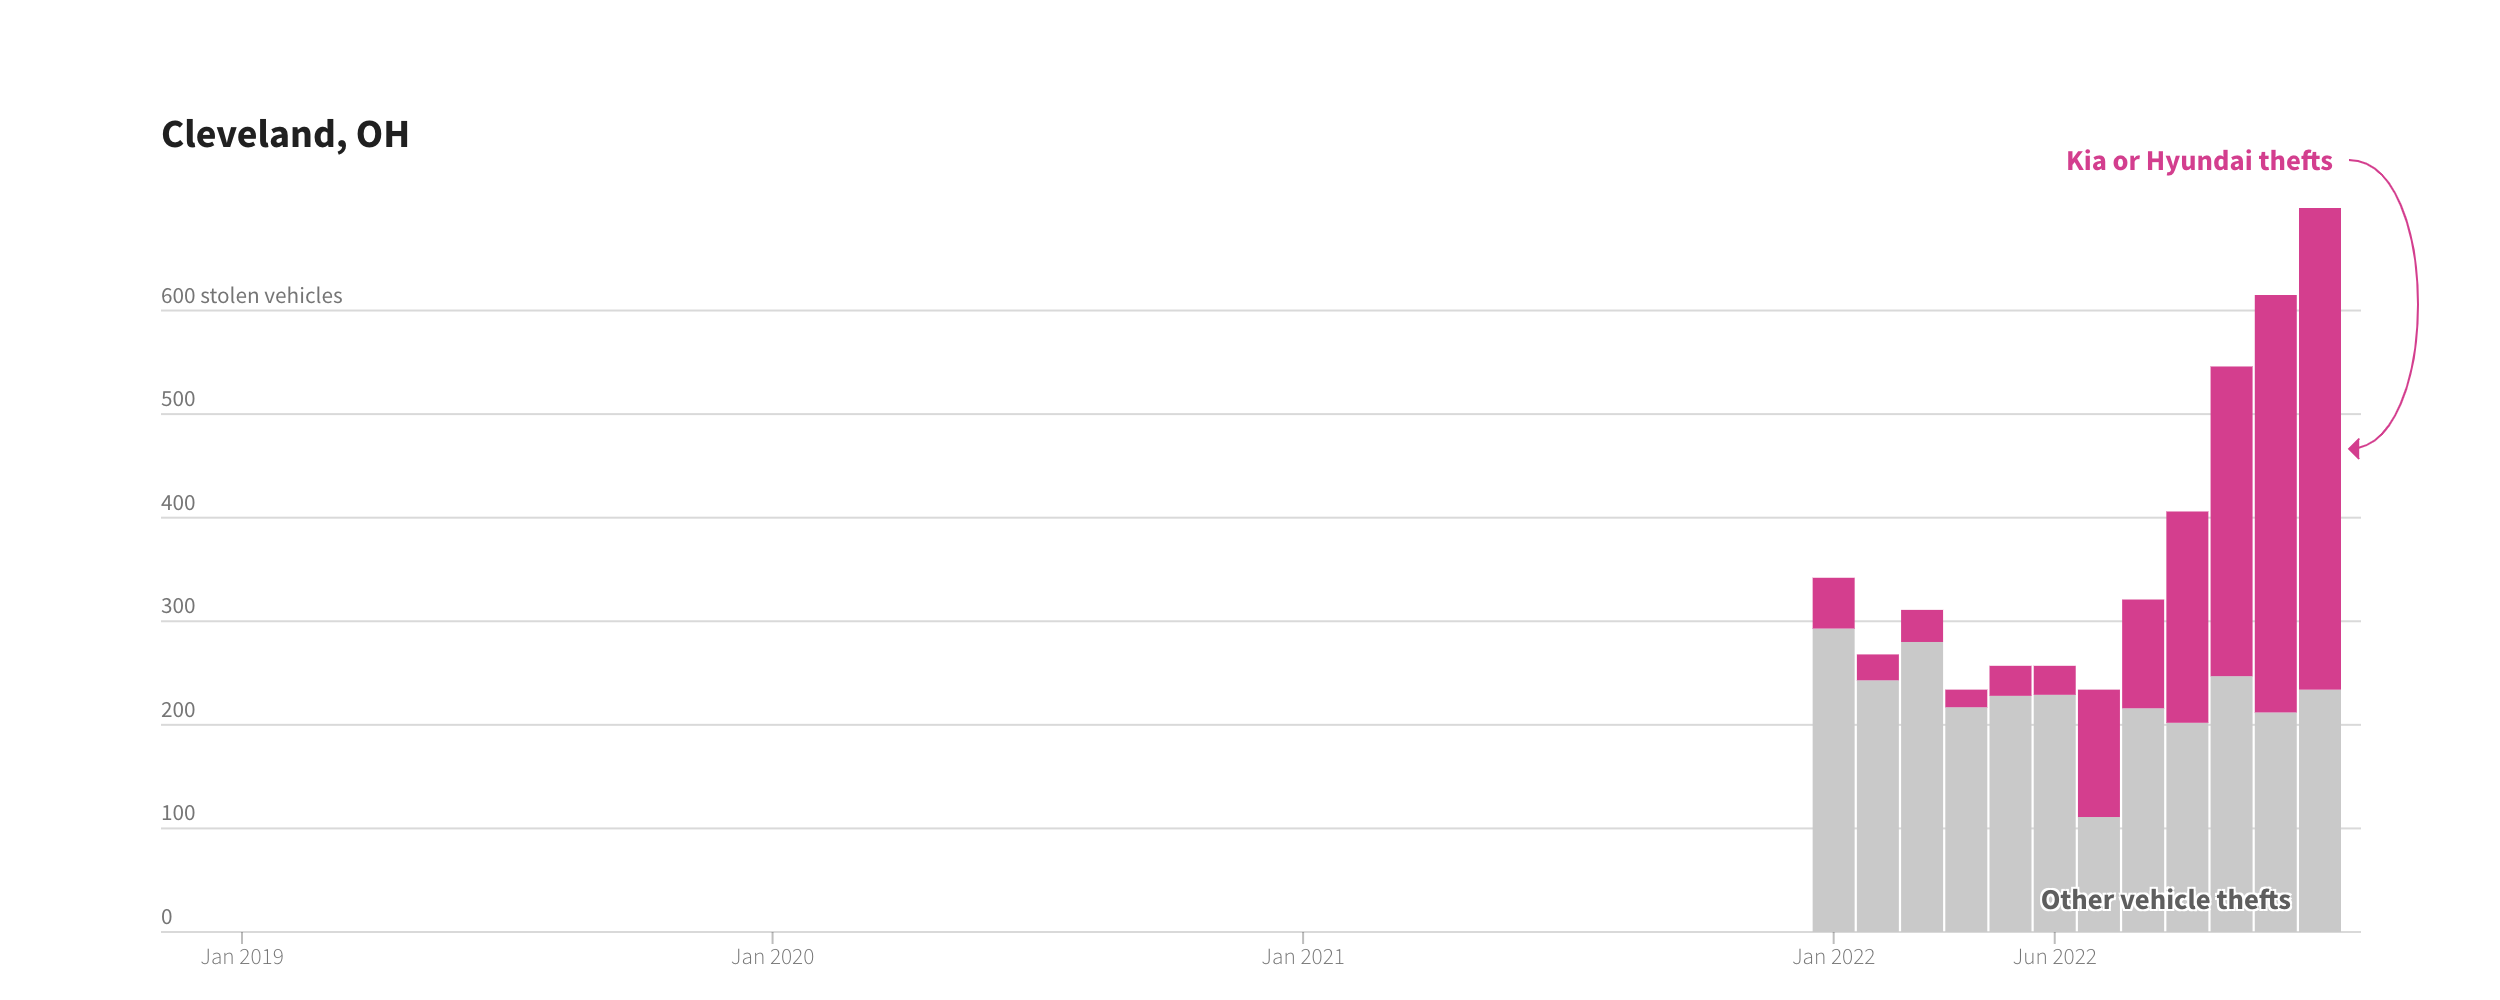 Cleveland, OH
Kia or Hyundai thefts
600 stolen vehicles
500
400
300
200
100
Other vehicle thefts
0
Jan 2019
Jan 2020
Jan 2021
Jan 2022
Jun 2022